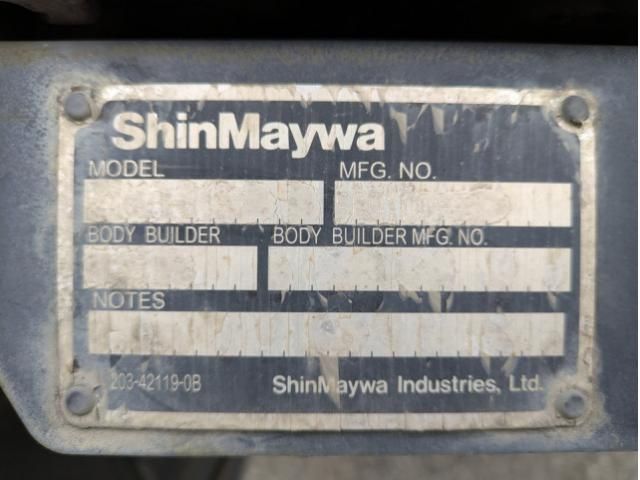 ShinMaywa
MODEL MFG. NO.
BODY BUILDER BODY BUILDER MFG. NO.
NOTES
203-42119-0B ShinMaywa Industries, Ltd.